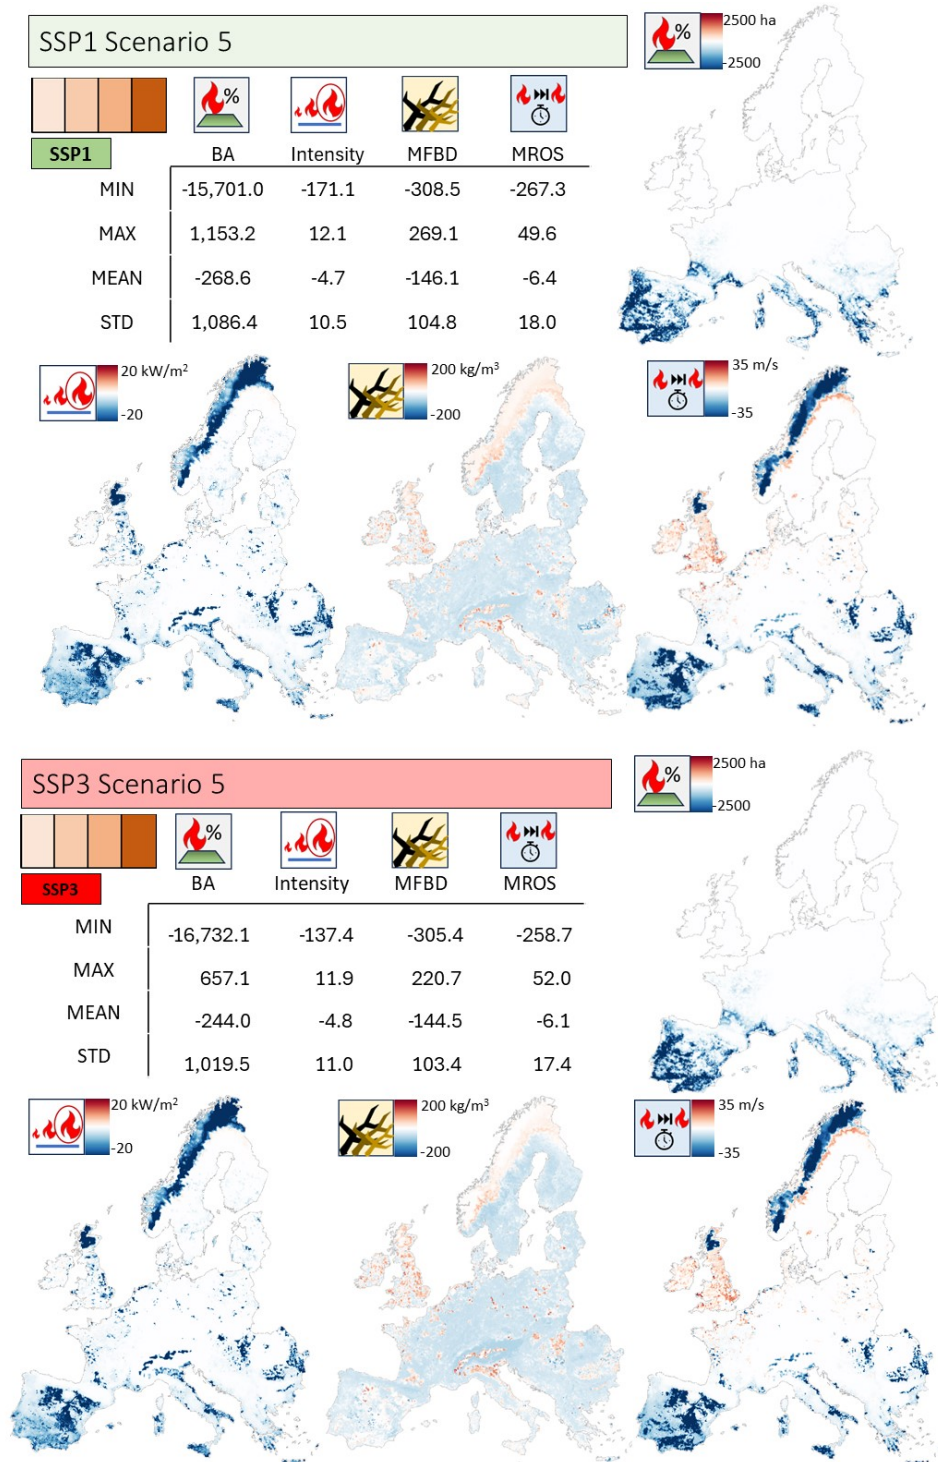 SSP1 Scenario 5
%
2500 ha
-2500
%
SSP1 BA Intensity MFBD MROS
MIN -15,701.0 -171.1 -308.5 -267.3
MAX 1,153.2 12.1 269.1 49.6
MEAN -268.6 -4.7 -146.1 -6.4
STD 1,086.4 10.5 104.8 18.0
20 kW/m²
-20
200 kg/m³
-200
35 m/s
-35
SSP3 Scenario 5
%
2500 ha
-2500
%
SSP3 BA Intensity MFBD MROS
MIN -16,732.1 -137.4 -305.4 -258.7
MAX 657.1 11.9 220.7 52.0
MEAN -244.0 -4.8 -144.5 -6.1
STD 1,019.5 11.0 103.4 17.4
20 kW/m²
-20
200 kg/m³
-200
35 m/s
-35